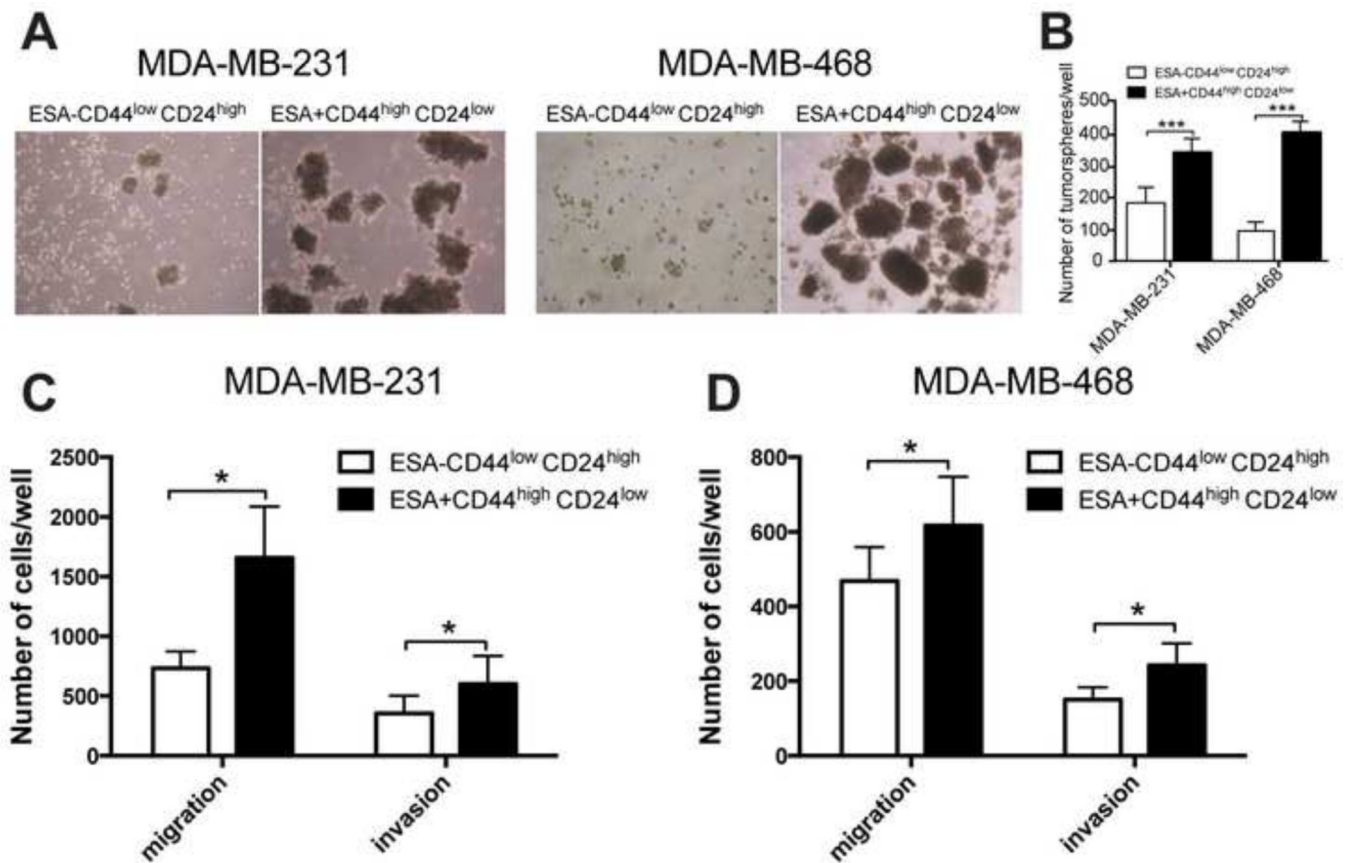 A
MDA-MB-231
MDA-MB-468
ESA-CD44low CD24high
ESA+CD44high CD24low
ESA-CD44low CD24high
ESA+CD44high CD24low
B
ESA-CD44low CD24high
ESA+CD44high CD24low
Number of tumorspheres/well
500
400
300
200
100
0
***
***
MDA-MB-231
MDA-MB-468
C
MDA-MB-231
ESA-CD44low CD24high
ESA+CD44high CD24low
Number of cells/well
2500
2000
1500
1000
500
0
*
*
migration
invasion
D
MDA-MB-468
ESA-CD44low CD24high
ESA+CD44high CD24low
Number of cells/well
800
600
400
200
0
*
*
migration
invasion